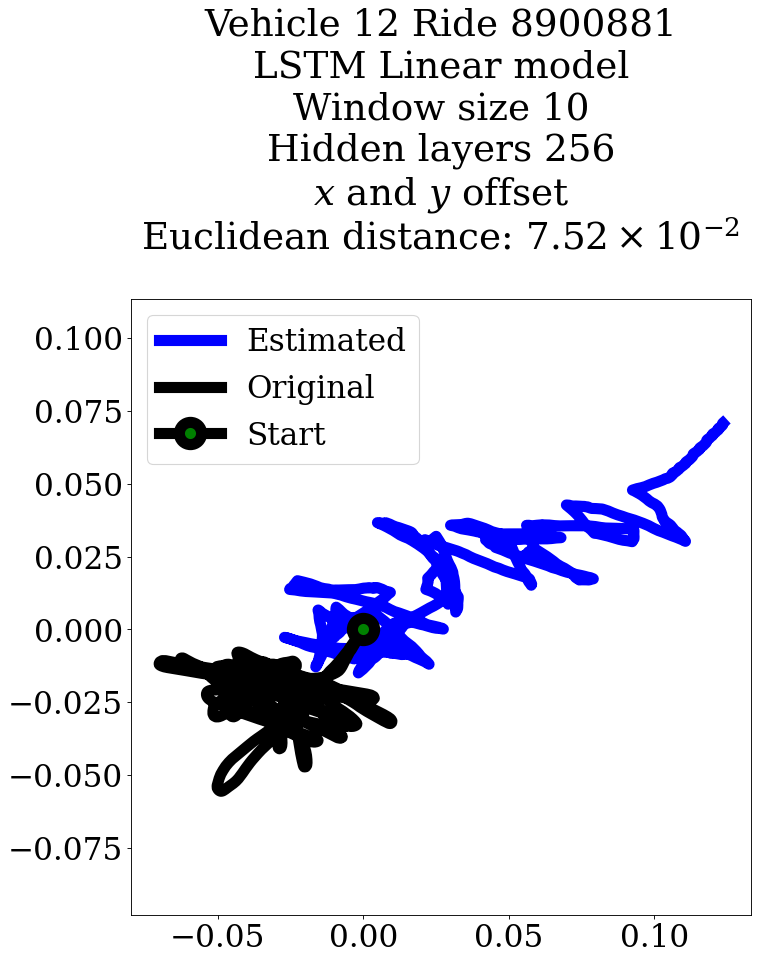 Vehicle 12 Ride 8900881
LSTM Linear model
Window size 10
Hidden layers 256
x and y offset
Euclidean distance: 7.52 × 10⁻²
Estimated
Original
Start
0.100
0.075
0.050
0.025
0.000
−0.025
−0.050
−0.075
−0.05 0.00 0.05 0.10